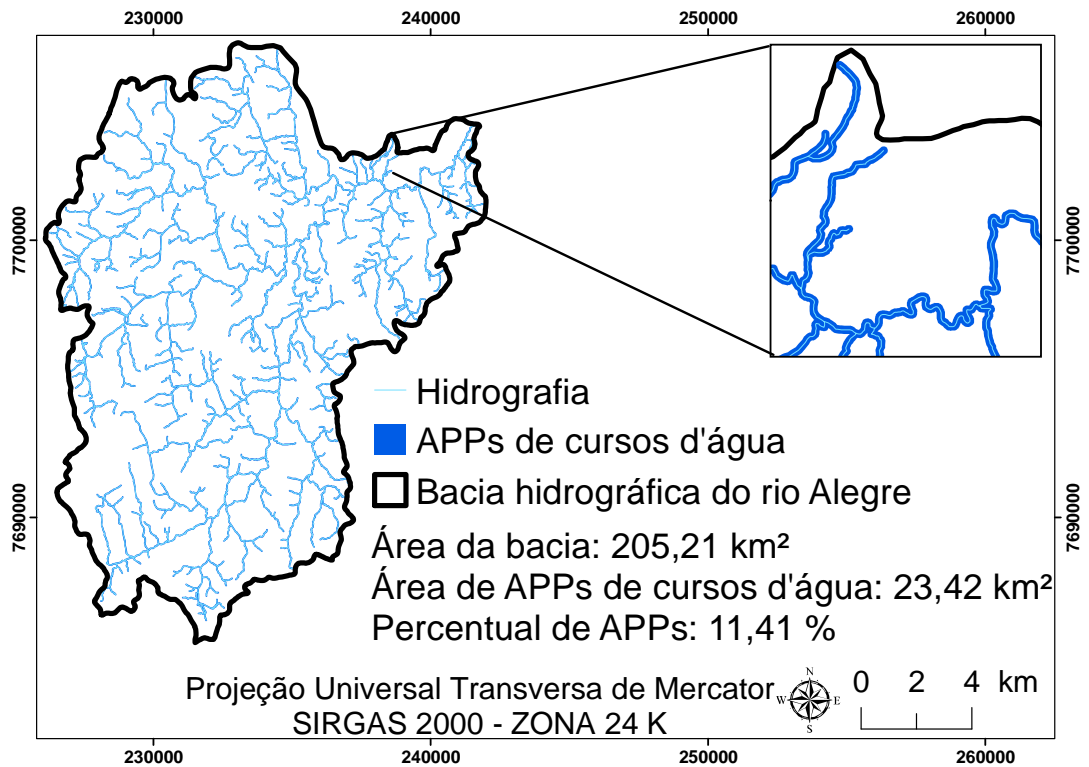 230000 240000 250000 260000
7700000
7700000
Hidrografia
APPs de cursos d'água
Bacia hidrográfica do rio Alegre
7690000
7690000
Área da bacia: 205,21 km²
Área de APPs de cursos d'água: 23,42 km²
Percentual de APPs: 11,41 %
Projeção Universal Transversa de Mercator
SIRGAS 2000 - ZONA 24 K
N
W E
S
0 2 4 km
230000 240000 250000 260000